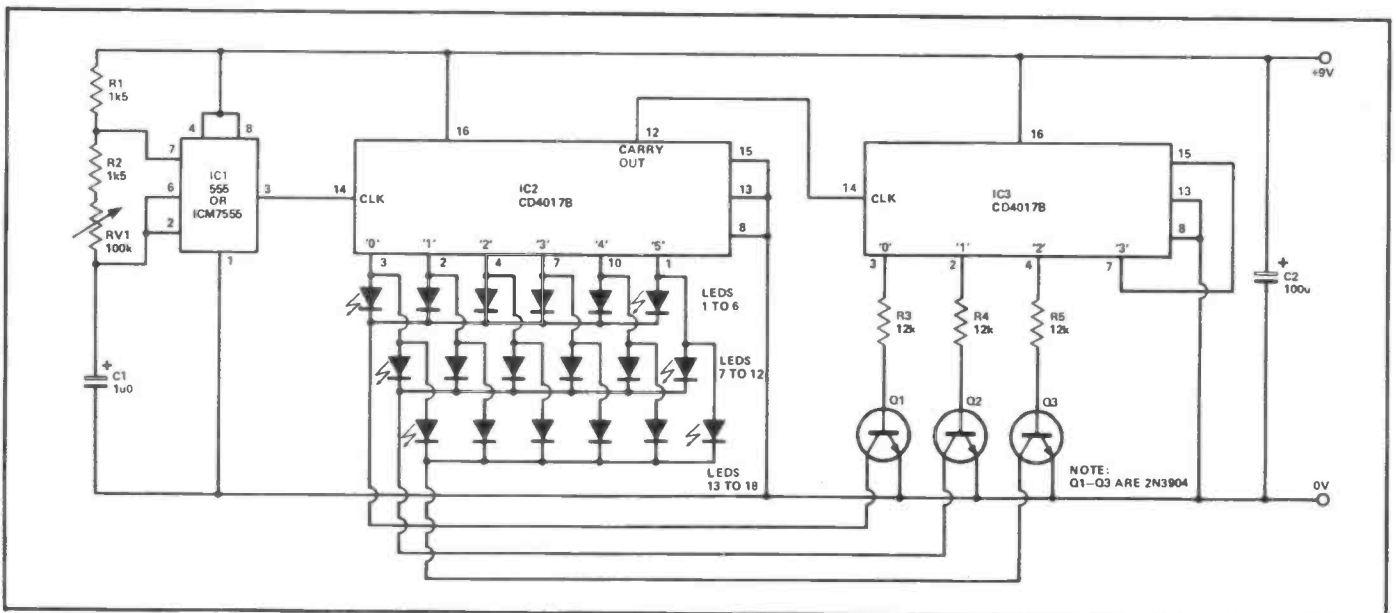 +9V
R1
1k5
4 8
7
R2
1k5
6
IC1
555
OR
ICM7555
3
2
RV1
100k
1
C1
+
1u0
16
12
CARRY
OUT
15
14 CLK
IC2
CD4017B
13
8
'0' '1' '2' '3' '4' '5'
3 2 4 7 10 1
LEDS
1 TO 6
LEDS
7 TO 12
LEDS
13 TO 18
16
15
14 CLK
IC3
CD4017B
13
8
'0' '1' '2' '3'
3 2 4 7
R3
12k
R4
12k
R5
12k
Q1 Q2 Q3
+
C2
100u
NOTE:
Q1–Q3 ARE 2N3904
0V